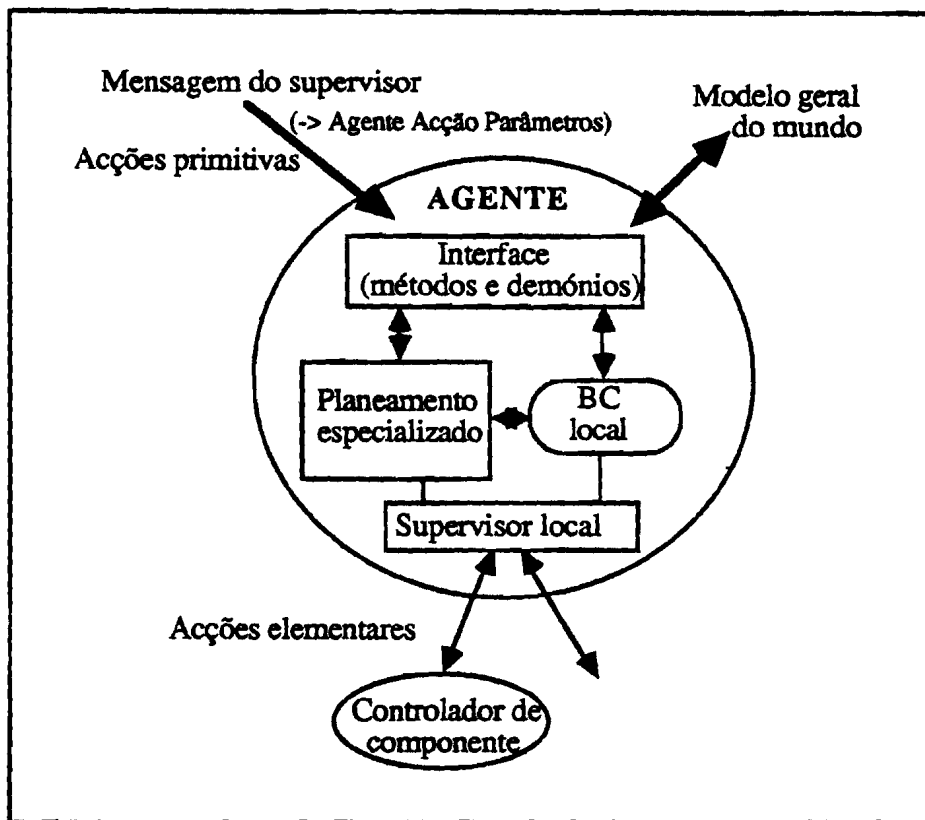 Mensagem do supervisor
(-> Agente Acção Parâmetros)
Acções primitivas
Modelo geral
do mundo
AGENTE
Interface
(métodos e demónios)
Planeamento
especializado
BC
local
Supervisor local
Acções elementares
Controlador de
componente